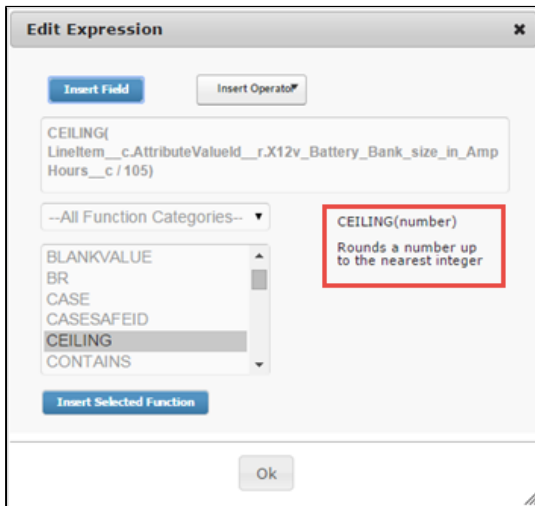 Edit Expression
Insert Field
Insert Operator
CEILING(
LineItem__c.AttributeValueId__r.X12v_Battery_Bank_size_in_Amp
Hours__c / 105)
--All Function Categories--
CEILING(number)
Rounds a number up
to the nearest integer
BLANKVALUE
BR
CASE
CASESAFEID
CEILING
CONTAINS
Insert Selected Function
Ok